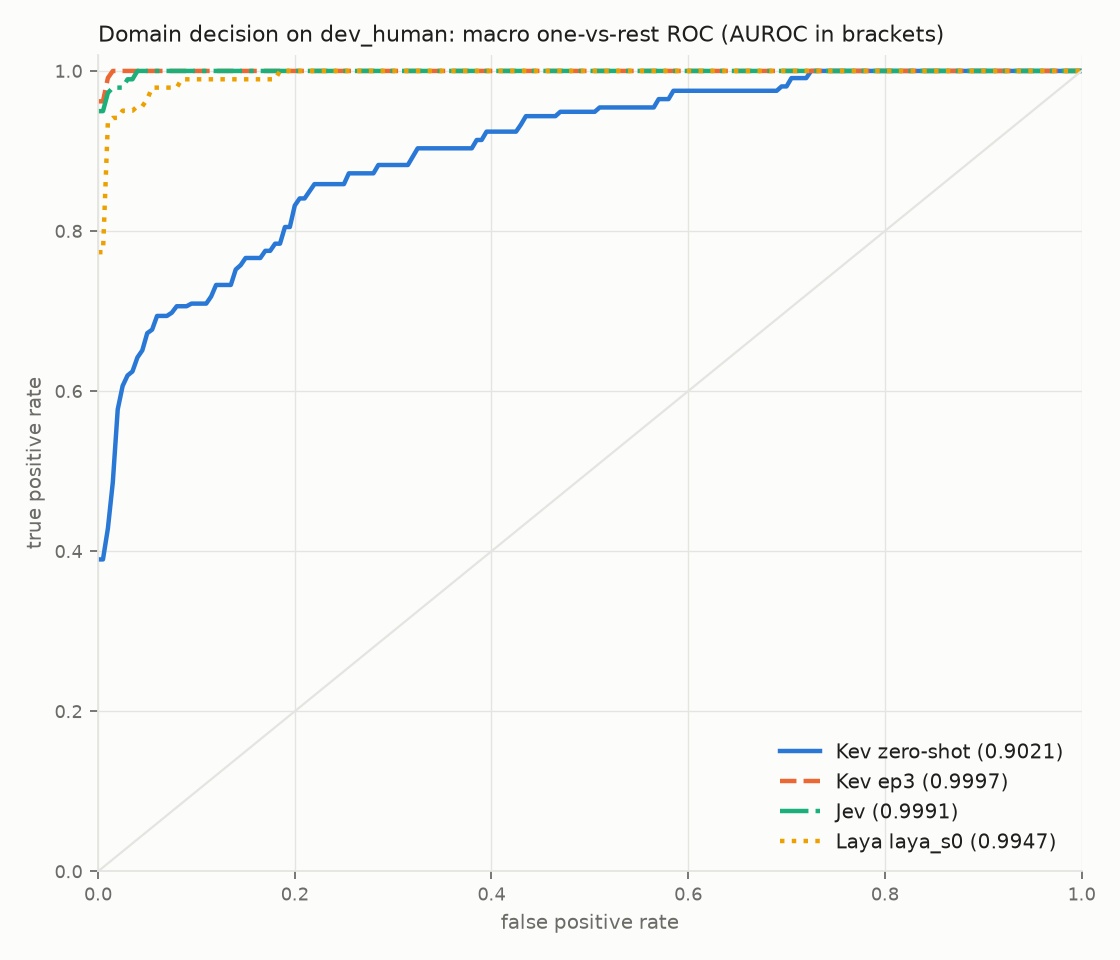 Domain decision on dev_human: macro one-vs-rest ROC (AUROC in brackets)
1.0
0.8
0.6
0.4
0.2
0.0
true positive rate
Kev zero-shot (0.9021)
Kev ep3 (0.9997)
Jev (0.9991)
Laya laya_s0 (0.9947)
0.0 0.2 0.4 0.6 0.8 1.0
false positive rate